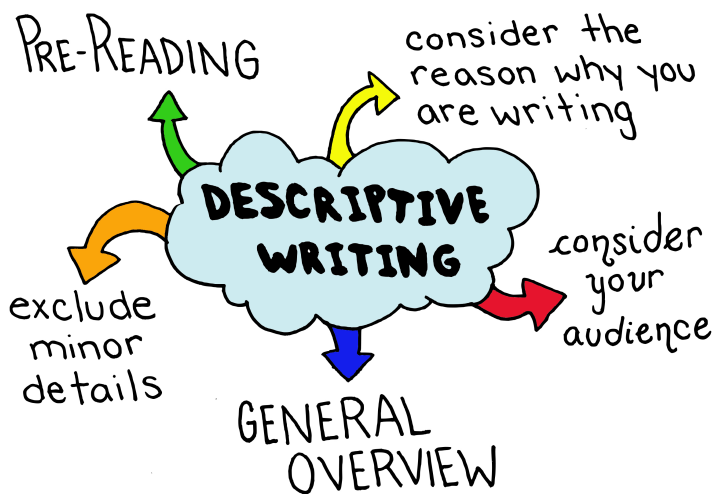 PRE-READING
consider the
reason why you
are writing
DESCRIPTIVE
WRITING
consider
your
audience
exclude
minor
details
GENERAL
OVERVIEW